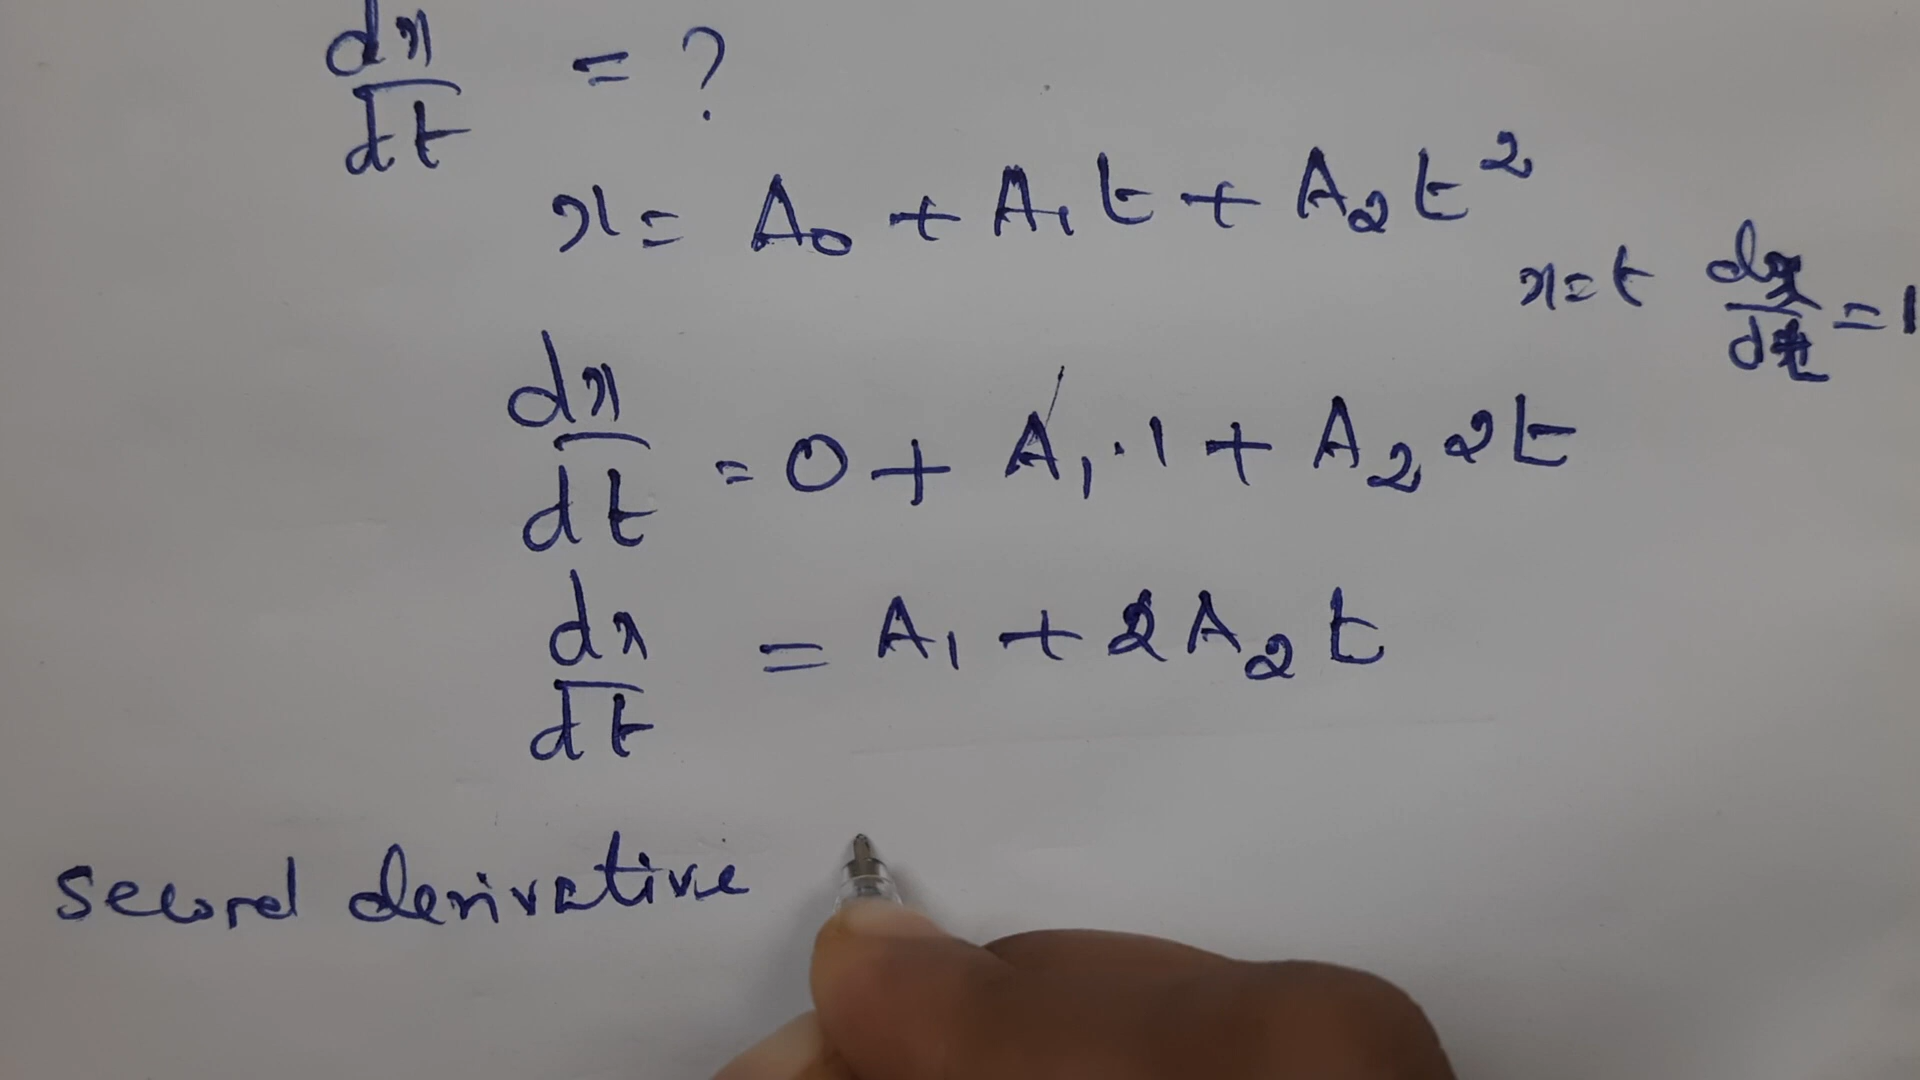 dx/dt = ?
x = A₀ + A₁t + A₂t²
x=t dx/dt = 1
dx/dt = 0 + A₁.1 + A₂2t
dx/dt = A₁ + 2A₂t
second derivative